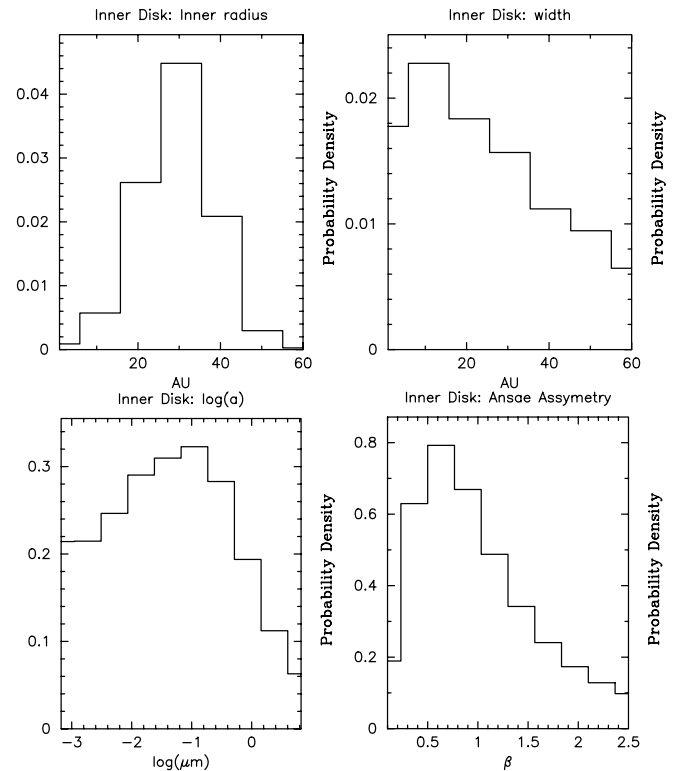 Inner Disk: Inner radius
Inner Disk: width
0.04
0.03
0.02
0.01
0
20
40
60
AU
Probability Density
0.02
0.01
0
20
40
60
AU
Probability Density
Inner Disk: log(a)
Inner Disk: Ansae Assymetry
0.3
0.2
0.1
0
−3
−2
−1
0
log(μm)
Probability Density
0.8
0.6
0.4
0.2
0
0.5
1
1.5
2
2.5
β
Probability Density